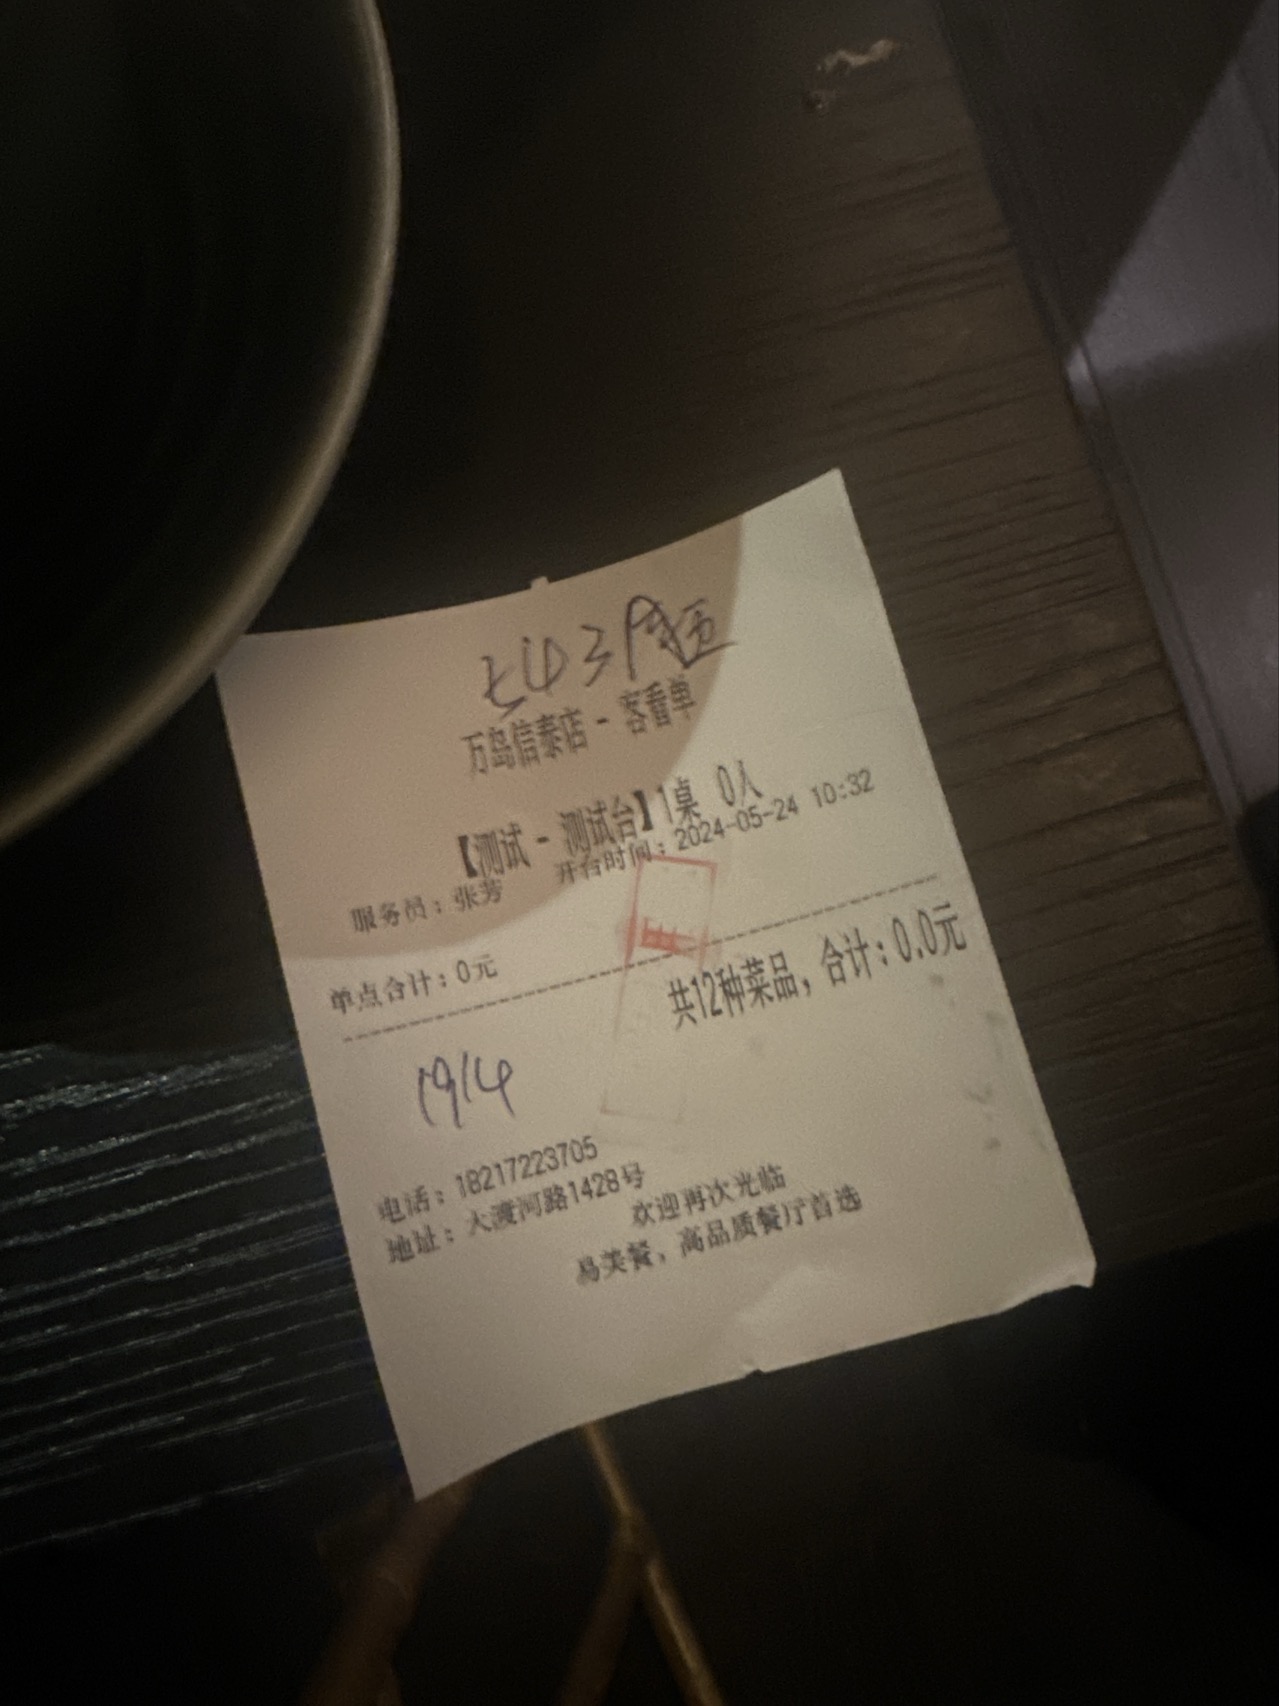 万岛信泰店 - 客看单
【测试 - 测试台】1桌 0人
服务员：张芳 开台时间：2024-05-24 10:32
单点合计：0元
共12种菜品，合计：0.0元
1914
电话：18217223705
地址：大渡河路1428号
欢迎再次光临
易美餐，高品质餐厅首选